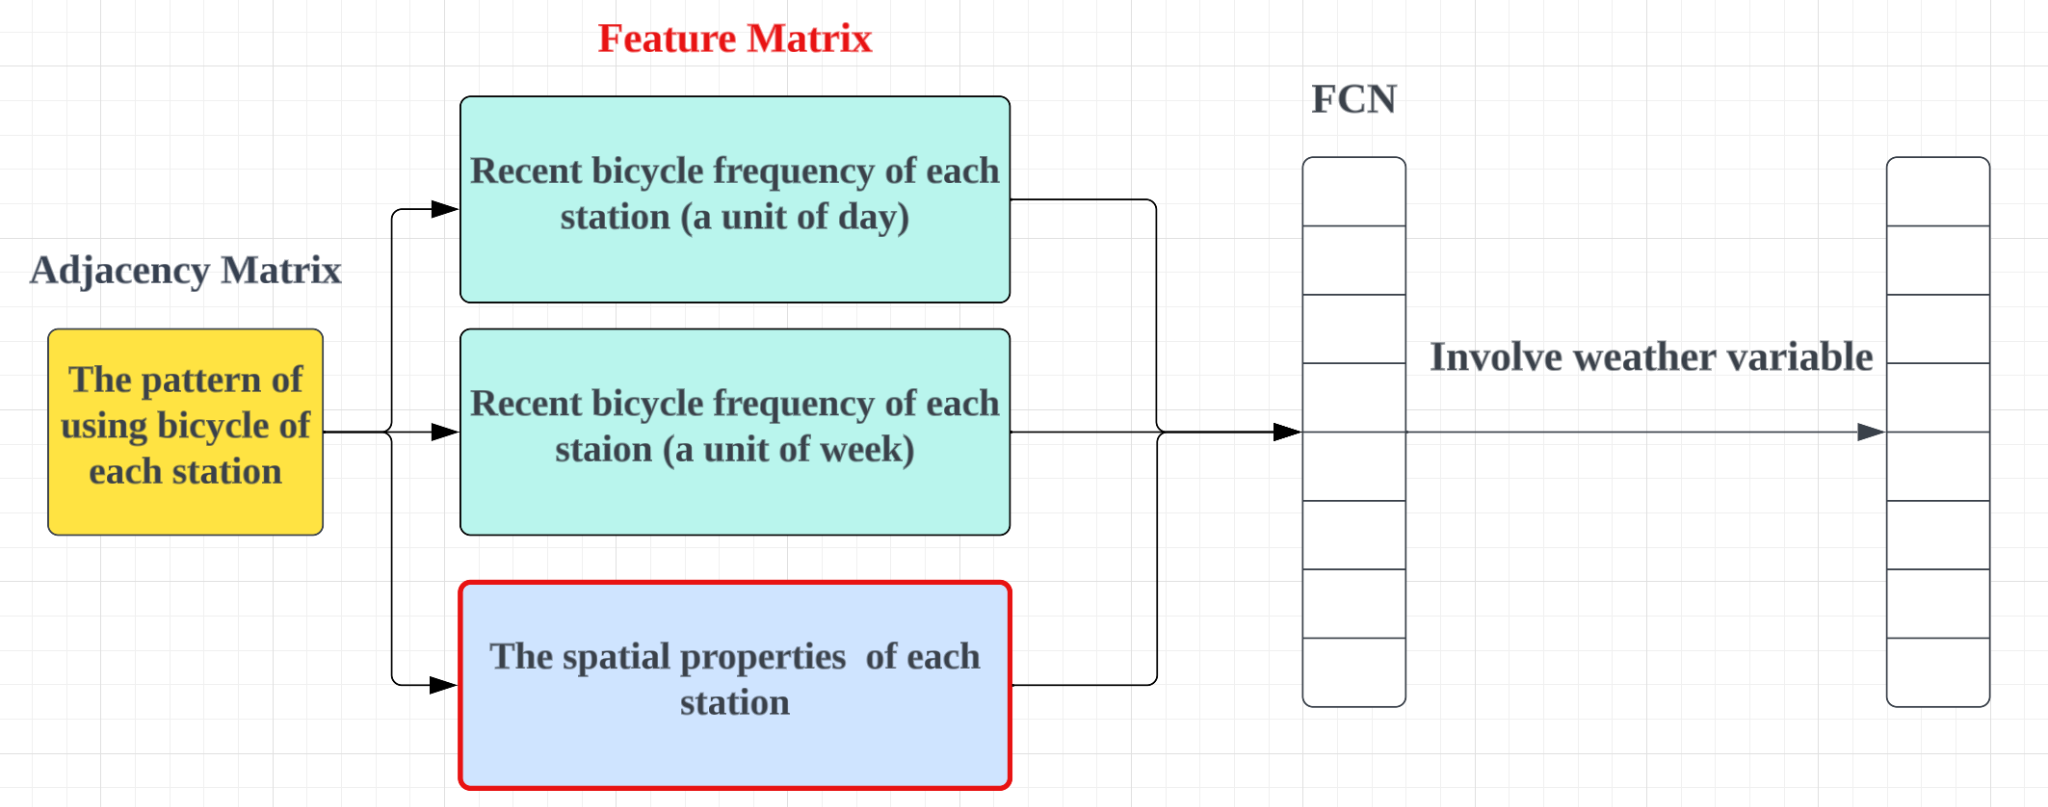 Feature Matrix
FCN
Recent bicycle frequency of each
station (a unit of day)
Adjacency Matrix
The pattern of
using bicycle of
each station
Recent bicycle frequency of each
staion (a unit of week)
Involve weather variable
The spatial properties  of each
station